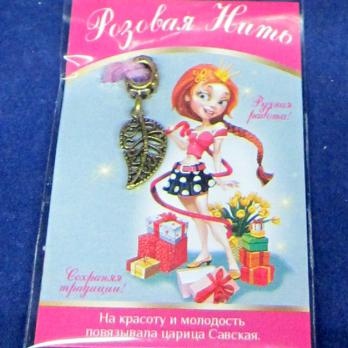 Розовая Нить
Ручная
работа!
Сохраняя
традиции!
На красоту и молодость
повязывала царица Савская.